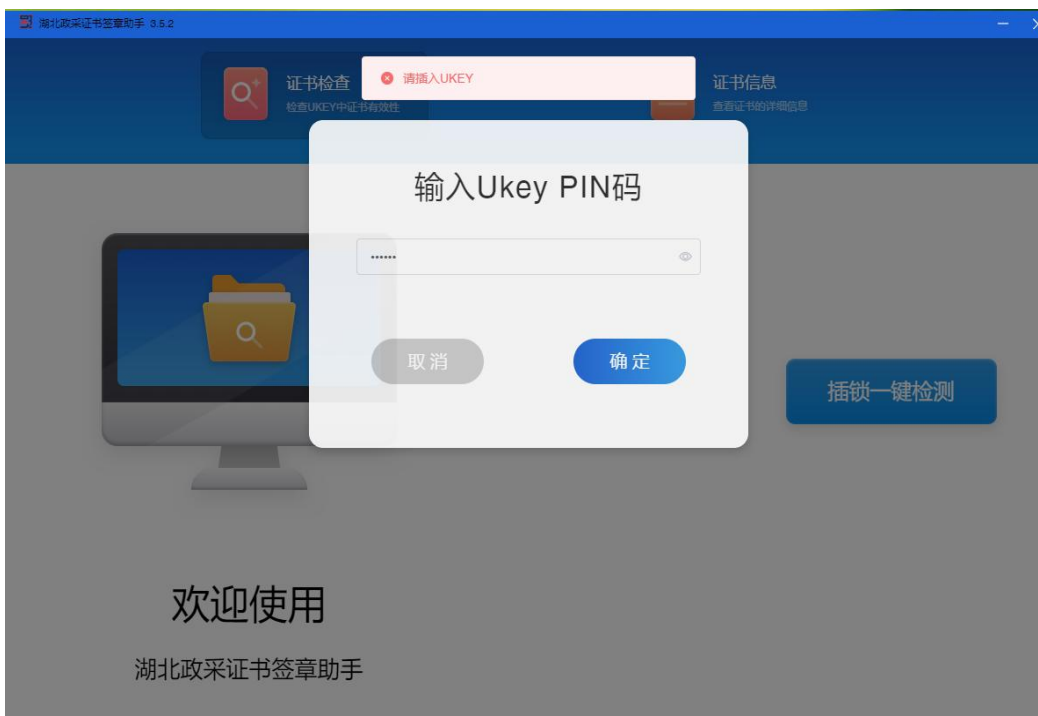 湖北政采证书签章助手 3.5.2
请插入UKEY
证书检查
检查UKEY中证书有效性
证书信息
查看证书的详细信息
输入Ukey PIN码
••••••
取消
确定
插锁一键检测
欢迎使用
湖北政采证书签章助手